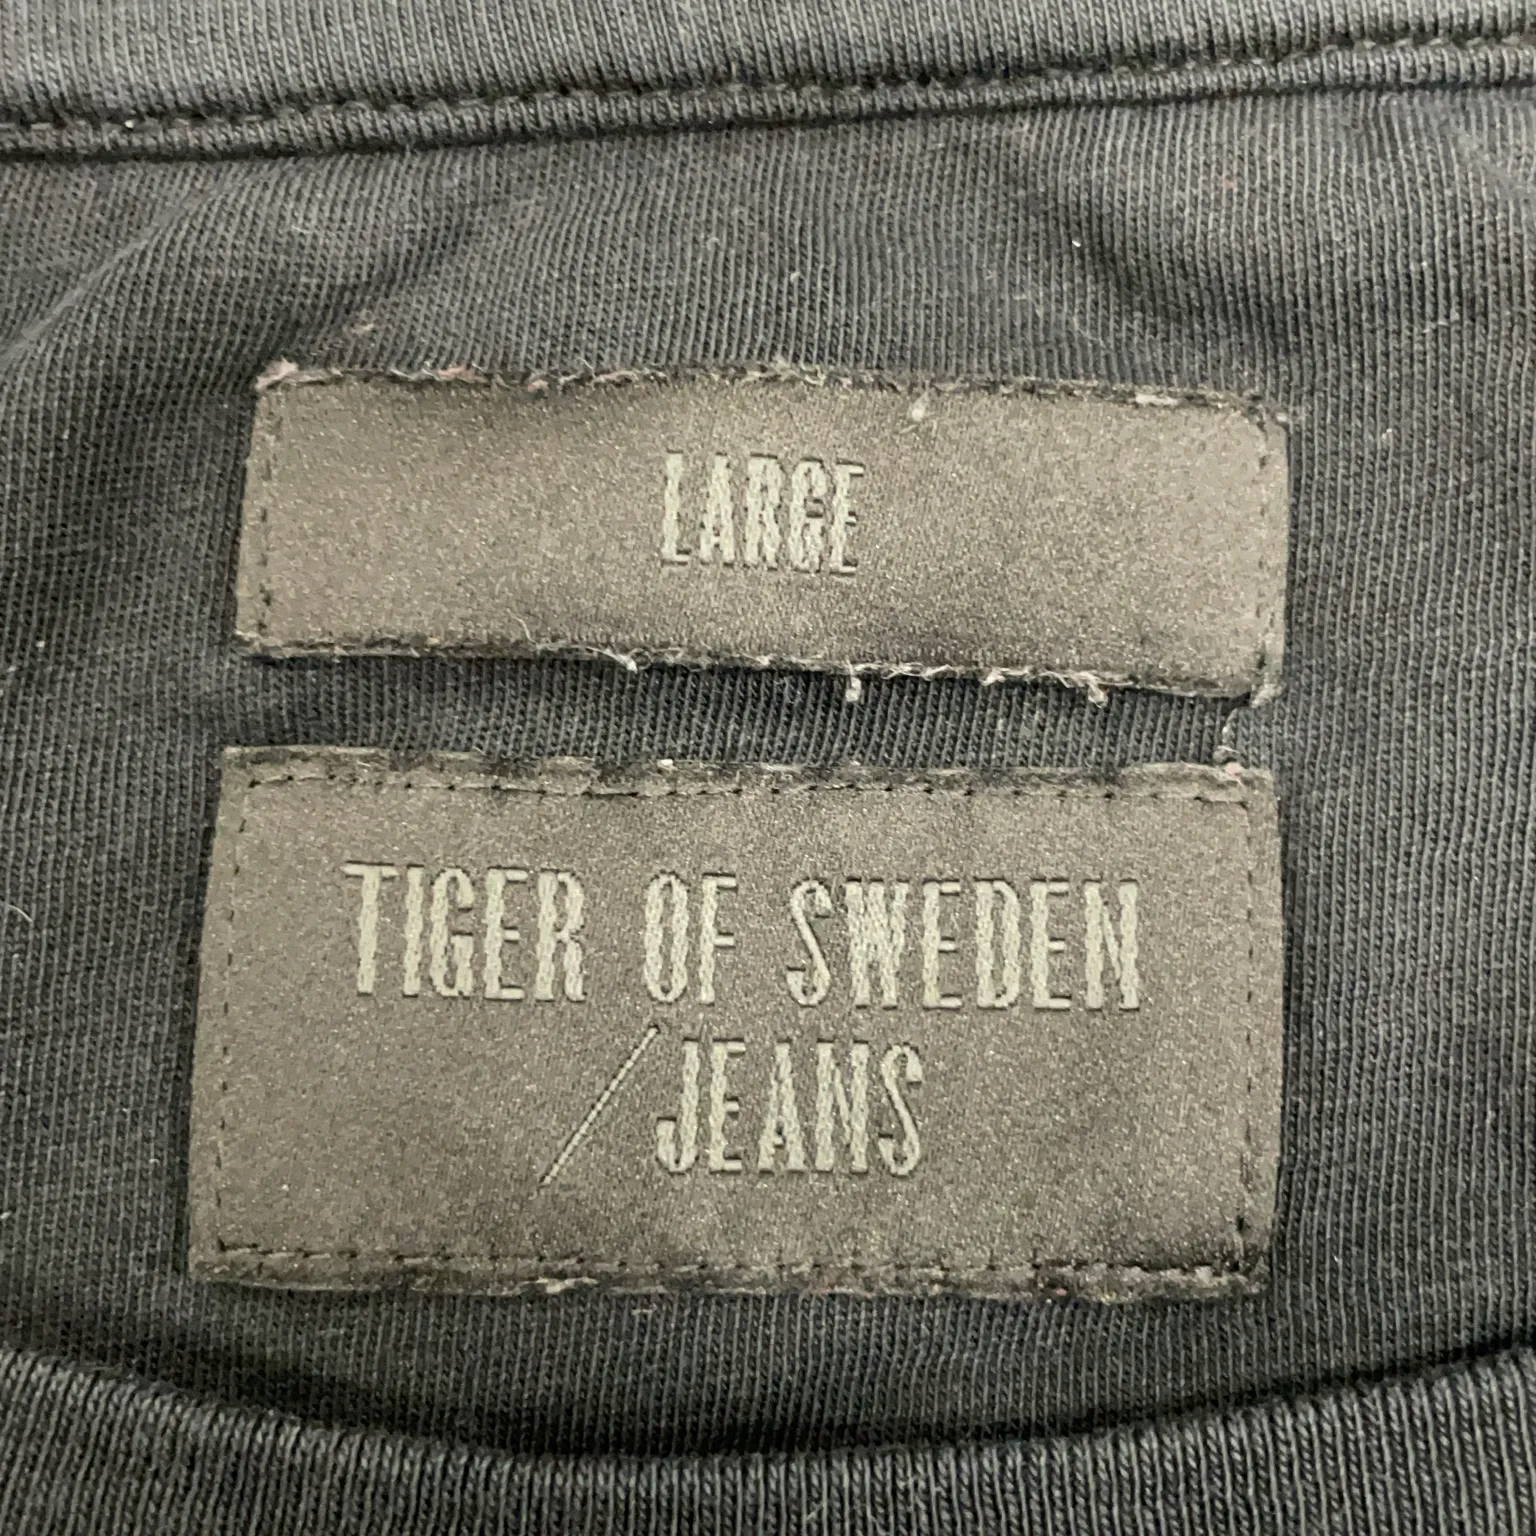 LARGE
TIGER OF SWEDEN
/JEANS